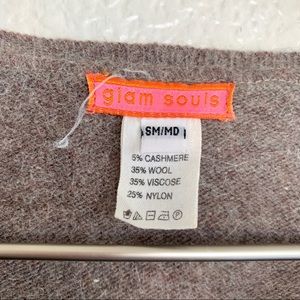 glam souls
SM/MD
5% CASHMERE
35% WOOL
35% VISCOSE
25% NYLON